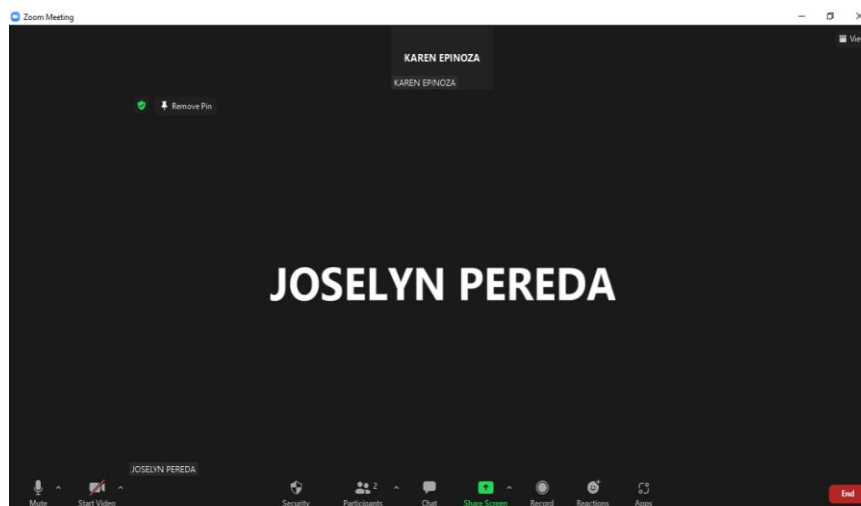 Zoom Meeting
View
KAREN EPINOZA
KAREN EPINOZA
Remove Pin
JOSELYN PEREDA
JOSELYN PEREDA
2
Mute Start Video Security Participants Chat Share Screen Record Reactions Apps End